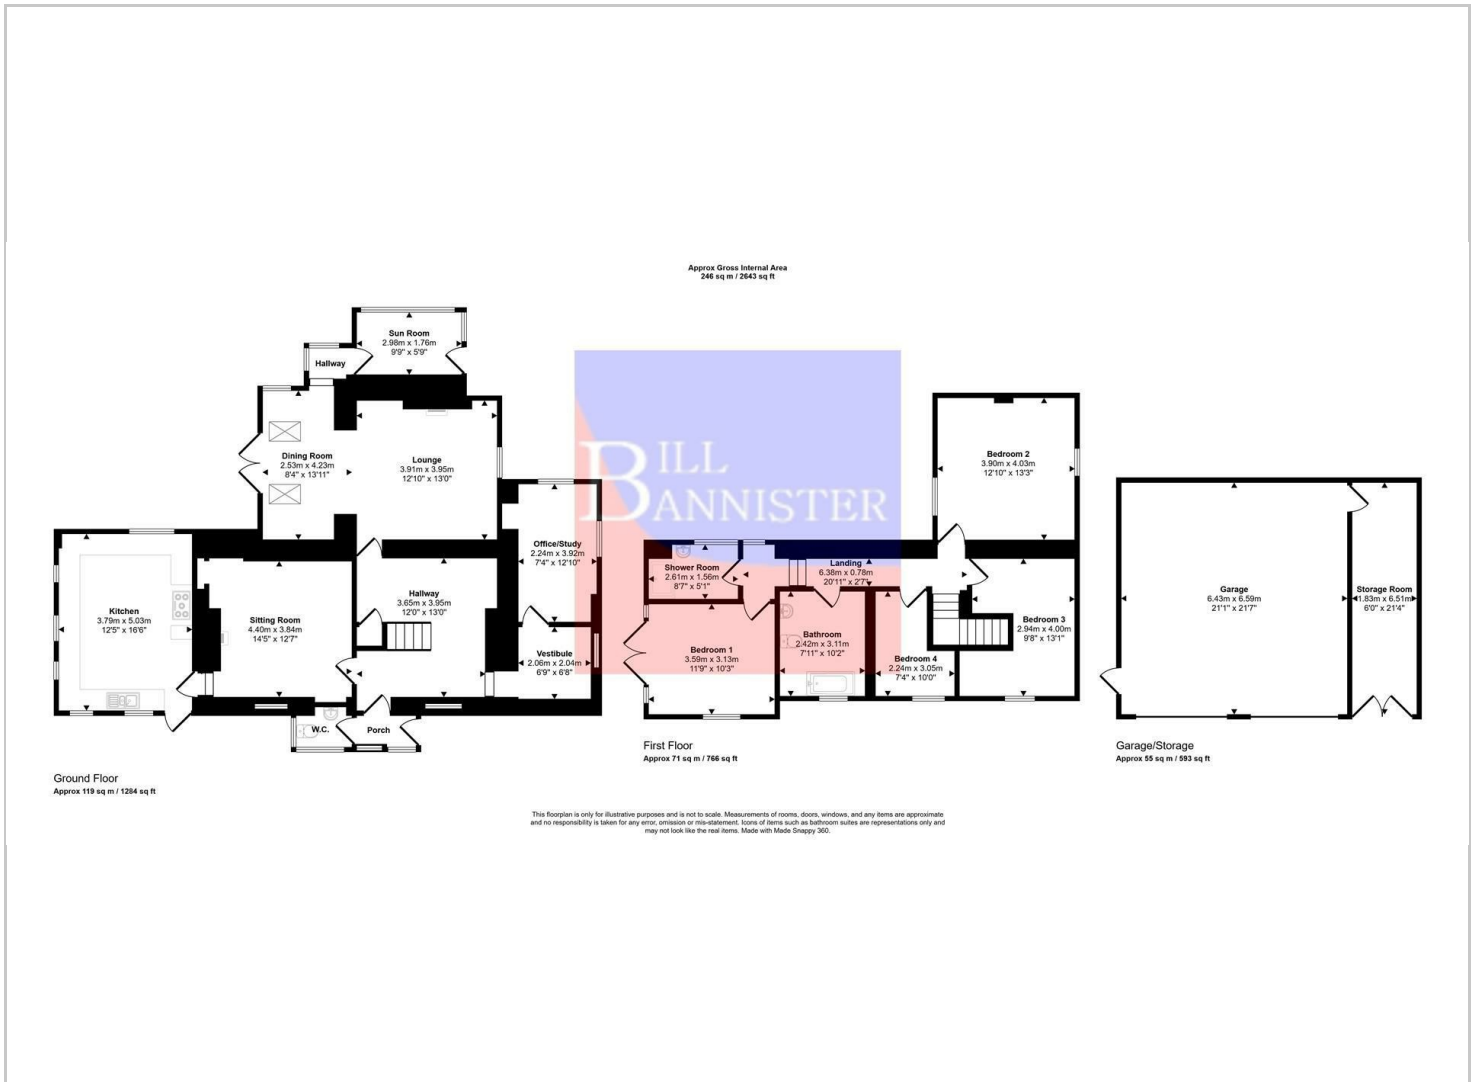 Approx Gross Internal Area
246 sq m / 2643 sq ft
Sun Room
2.98m x 1.76m
9'9" x 5'9"
Hallway
Dining Room
2.53m x 4.23m
8'4" x 13'11"
Lounge
3.91m x 3.95m
12'10" x 13'0"
Office/Study
2.24m x 3.92m
7'4" x 12'10"
Kitchen
3.79m x 5.03m
12'5" x 16'6"
Sitting Room
4.40m x 3.84m
14'5" x 12'7"
Hallway
3.65m x 3.95m
12'0" x 13'0"
Vestibule
2.06m x 2.04m
6'9" x 6'8"
W.C.
Porch
Ground Floor
Approx 119 sq m / 1284 sq ft
BILL
BANNISTER
Bedroom 2
3.90m x 4.03m
12'10" x 13'3"
Shower Room
2.61m x 1.56m
8'7" x 5'1"
Landing
6.38m x 0.78m
20'11" x 2'7"
Bedroom 1
3.59m x 3.13m
11'9" x 10'3"
Bathroom
2.42m x 3.11m
7'11" x 10'2"
Bedroom 4
2.24m x 3.05m
7'4" x 10'0"
Bedroom 3
2.94m x 4.00m
9'8" x 13'1"
First Floor
Approx 71 sq m / 766 sq ft
Garage
6.43m x 6.59m
21'1" x 21'7"
Storage Room
1.83m x 6.51m
6'0" x 21'4"
Garage/Storage
Approx 55 sq m / 593 sq ft
This floorplan is only for illustrative purposes and is not to scale. Measurements of rooms, doors, windows, and any items are approximate
and no responsibility is taken for any error, omission or mis-statement. Icons of items such as bathroom suites are representations only and
may not look like the real items. Made with Made Snappy 360.